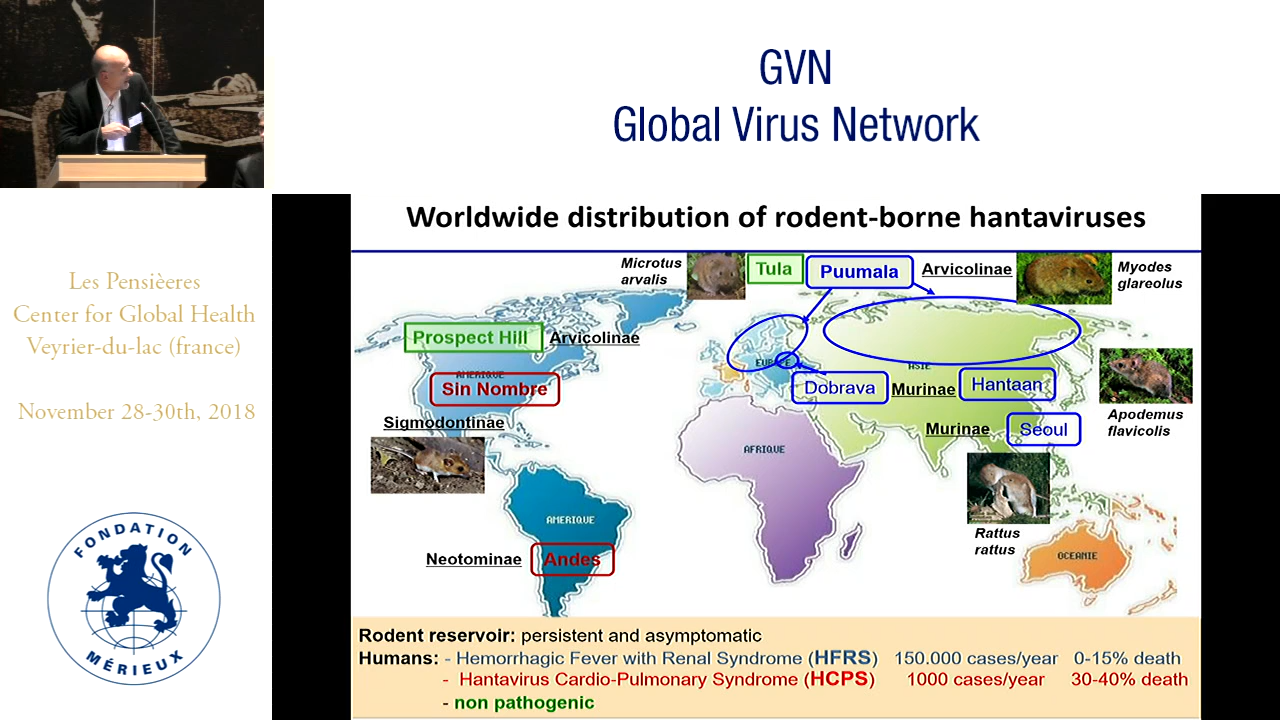 GVN
Global Virus Network
Les Pensièeres
Center for Global Health
Veyrier-du-lac (france)
November 28-30th, 2018
FONDATION
MÉRIEUX
Worldwide distribution of rodent-borne hantaviruses
Microtus
arvalis
Tula
Puumala
Arvicolinae
Myodes
glareolus
Prospect Hill
Arvicolinae
AMERIQUE
Sin Nombre
Sigmodontinae
EUROPE
ASIE
Dobrava
Murinae
Hantaan
Apodemus
flavicolis
Murinae
Seoul
AFRIQUE
Rattus
rattus
AMERIQUE
Neotominae
Andes
OCEANIE
Rodent reservoir: persistent and asymptomatic
Humans: - Hemorrhagic Fever with Renal Syndrome (HFRS) 150.000 cases/year 0-15% death
- Hantavirus Cardio-Pulmonary Syndrome (HCPS) 1000 cases/year 30-40% death
- non pathogenic